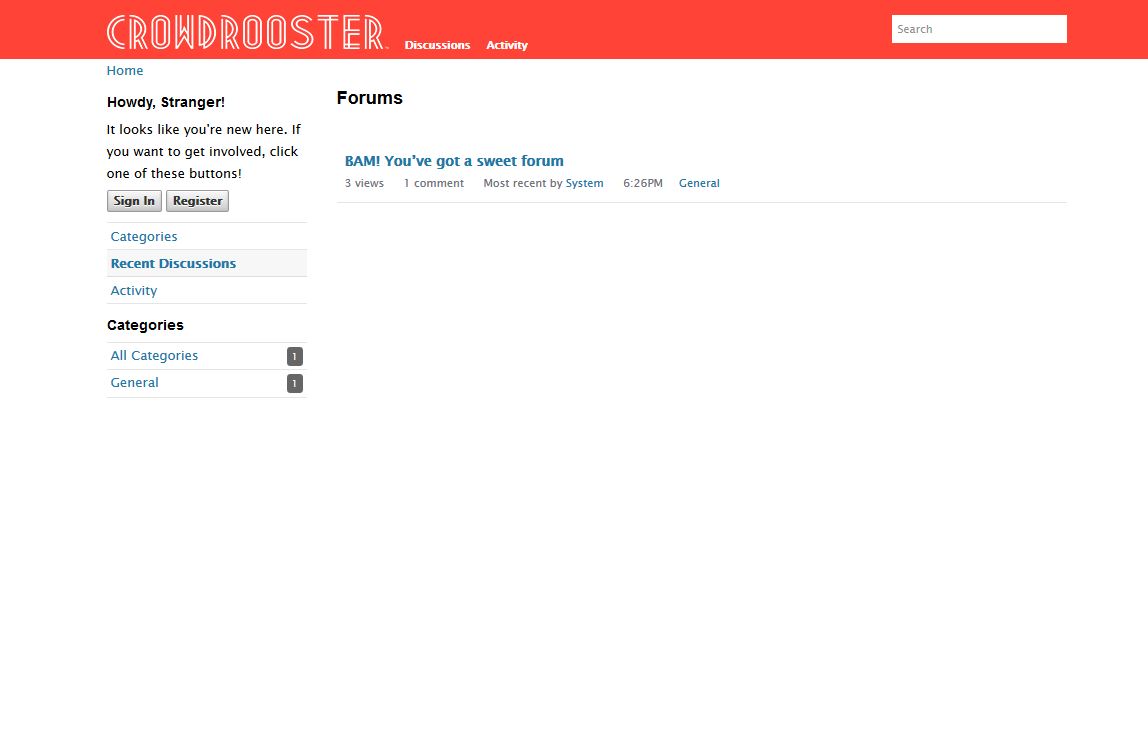 CROWDROOSTER
Discussions Activity
Search
Home
Howdy, Stranger!
It looks like you're new here. If
you want to get involved, click
one of these buttons!
Sign In Register
Categories
Recent Discussions
Activity
Categories
All Categories 1
General 1
Forums
BAM! You've got a sweet forum
3 views 1 comment Most recent by System 6:26PM General